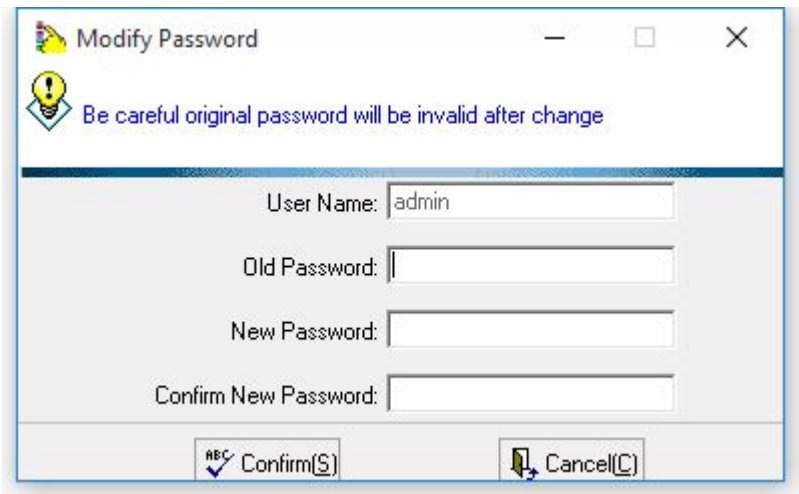 Modify Password
Be careful original password will be invalid after change
User Name: admin
Old Password:
New Password:
Confirm New Password:
ABC Confirm(S) Cancel(C)